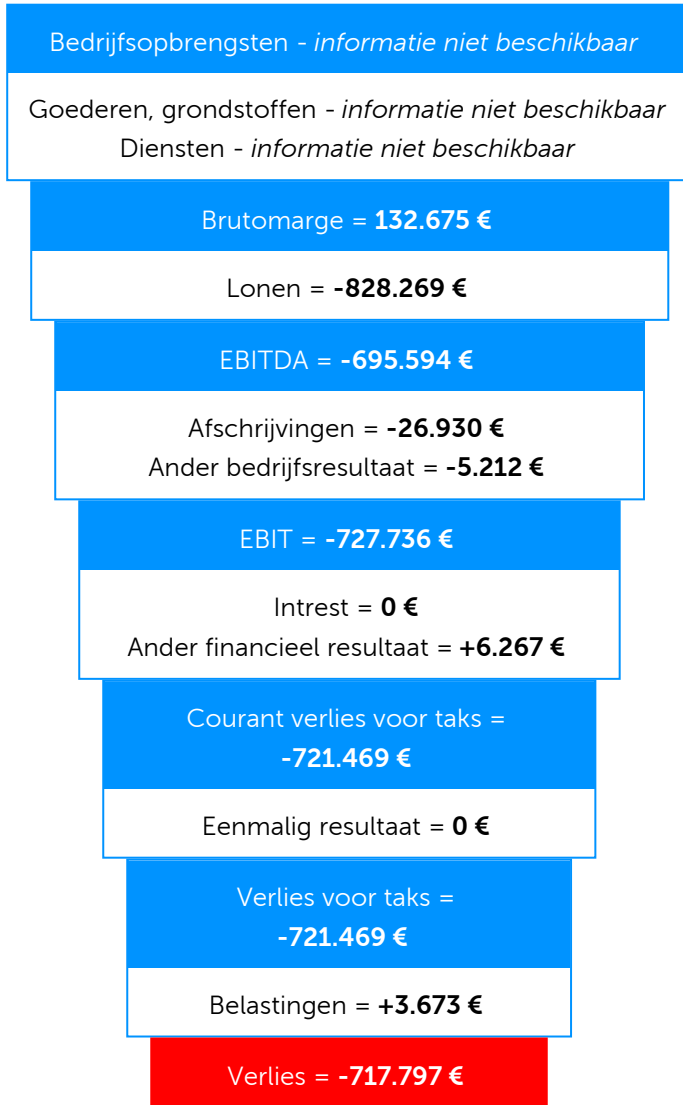 Bedrijfsopbrengsten - informatie niet beschikbaar
Goederen, grondstoffen - informatie niet beschikbaar
Diensten - informatie niet beschikbaar
Brutomarge = 132.675 €
Lonen = -828.269 €
EBITDA = -695.594 €
Afschrijvingen = -26.930 €
Ander bedrijfsresultaat = -5.212 €
EBIT = -727.736 €
Intrest = 0 €
Ander financieel resultaat = +6.267 €
Courant verlies voor taks =
-721.469 €
Eenmalig resultaat = 0 €
Verlies voor taks =
-721.469 €
Belastingen = +3.673 €
Verlies = -717.797 €